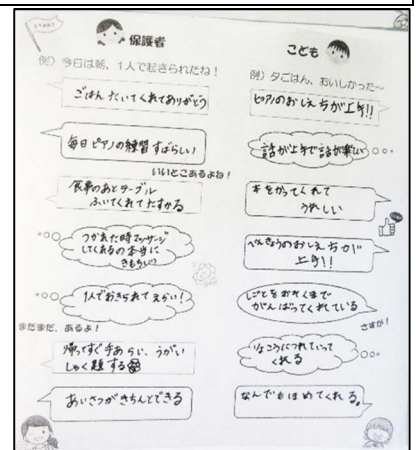 START
保護者
例）今日は朝、1人で起きられたね！
ごはん たいてくれてありがとう
毎日 ピアノの練習 すばらしい
いいとこあるよね！
食事のあとテーブル
ふいてくれて たすかる
つかれた時マッサージ
してくれるの本当に
きもちいい
1人でおきられて えらい！
まだまだ、あるよ！
帰ってすぐ手あらい、うがい
しゅく題する
あいさつがきちんとできる
こども
例）夕ごはん、おいしかった～
ピアノのおしえ方が上手!!
話が上手で話が楽しい
本をかってくれて
うれしい
べんきょうのおしえ方が
上手!!
しごとをおそくまで
がんばってくれている
さすが！
りょこうにつれていって
くれる
なんでもほめてくれる。